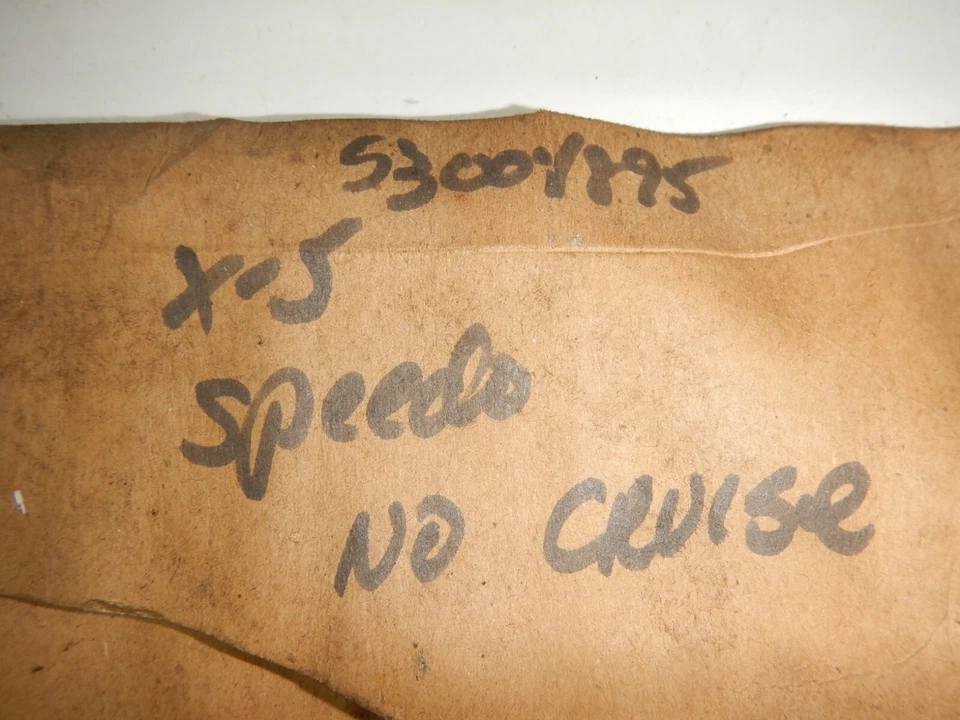 53004895
X-5
speedo
NO CRUISe